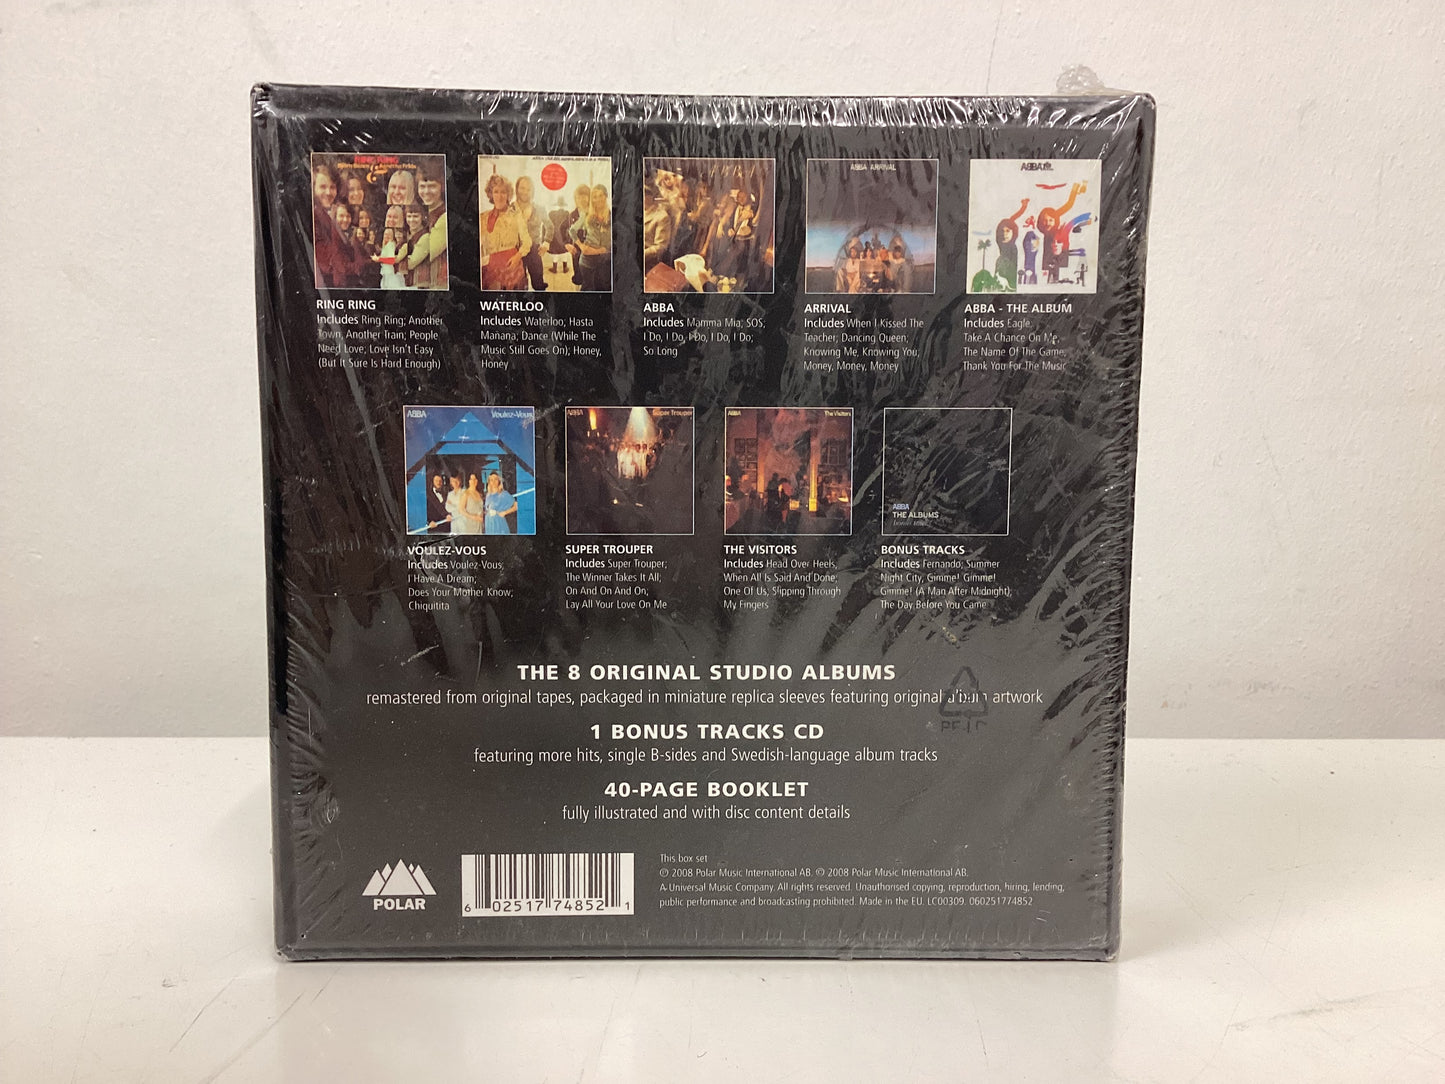 RING RING
Includes Ring Ring; Another
Town, Another Train; People
Need Love; Love Isn't Easy
(But It Sure Is Hard Enough)
WATERLOO
Includes Waterloo; Hasta
Mañana; Dance (While The
Music Still Goes On); Honey,
Honey
ABBA
Includes Mamma Mia; SOS;
I Do, I Do, I Do, I Do, I Do;
So Long
ABBA ARRIVAL
ARRIVAL
Includes When I Kissed The
Teacher; Dancing Queen;
Knowing Me, Knowing You;
Money, Money, Money
ABBA - THE ALBUM
Includes Eagle;
Take A Chance On Me,
The Name Of The Game,
Thank You For The Music
ABBA Voulez-Vous
VOULEZ-VOUS
Includes Voulez-Vous;
I Have A Dream;
Does Your Mother Know;
Chiquitita
ABBA Super Trouper
SUPER TROUPER
Includes Super Trouper;
The Winner Takes It All;
On And On And On;
Lay All Your Love On Me
ABBA The Visitors
THE VISITORS
Includes Head Over Heels;
When All Is Said And Done;
One Of Us; Slipping Through
My Fingers
ABBA
THE ALBUMS
BONUS TRACKS
Includes Fernando; Summer
Night City, Gimme! Gimme!
Gimme! (A Man After Midnight);
The Day Before You Came
THE 8 ORIGINAL STUDIO ALBUMS
remastered from original tapes, packaged in miniature replica sleeves featuring original album artwork
1 BONUS TRACKS CD
featuring more hits, single B-sides and Swedish-language album tracks
40-PAGE BOOKLET
fully illustrated and with disc content details
POLAR
6 02517 74852 1
This box set
℗ 2008 Polar Music International AB. © 2008 Polar Music International AB.
A Universal Music Company. All rights reserved. Unauthorised copying, reproduction, hiring, lending,
public performance and broadcasting prohibited. Made in the EU. LC00309. 060251774852